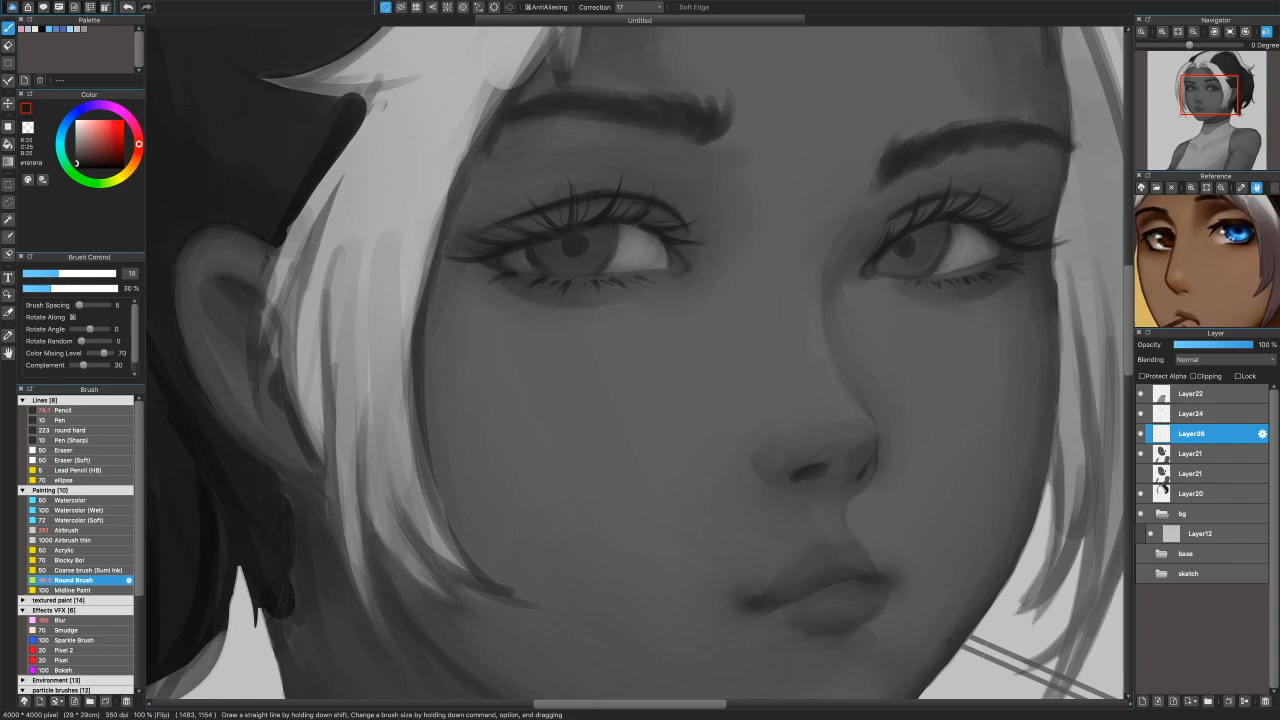 AntiAliasing Correction 17 Soft Edge
Untitled
Palette
---
Color
R:25
G:25
B:25
#191919
Brush Control
19
30 %
Brush Spacing 5
Rotate Along
Rotate Angle 0
Rotate Random 0
Color Mixing Level 70
Complement 30
Brush
Lines [8]
74.1 Pencil
10 Pen
223 round hard
10 Pen (Sharp)
50 Eraser
50 Eraser (Soft)
5 Lead Pencil (HB)
70 ellipse
Painting [10]
50 Watercolor
100 Watercolor (Wet)
72 Watercolor (Soft)
251 Airbrush
1000 Airbrush thin
50 Acrylic
70 Blocky Boi
50 Coarse brush (Sumi ink)
Round Brush
100 Midline Paint
textured paint [14]
Effects VFX [6]
195 Blur
70 Smudge
100 Sparkle Brush
20 Pixel 2
20 Pixel
100 Bokeh
Environment [13]
particle brushes [12]
Navigator
0 Degree
Reference
Layer
Opacity 100 %
Blending Normal
Protect Alpha Clipping Lock
Layer22
Layer24
Layer25
Layer21
Layer21
Layer20
bg
Layer12
base
sketch
4000 * 4000 pixel (29 * 29cm) 350 dpi 100 % (Flip) ( 1483, 1154 ) Draw a straight line by holding down shift, Change a brush size by holding down command, option, and dragging